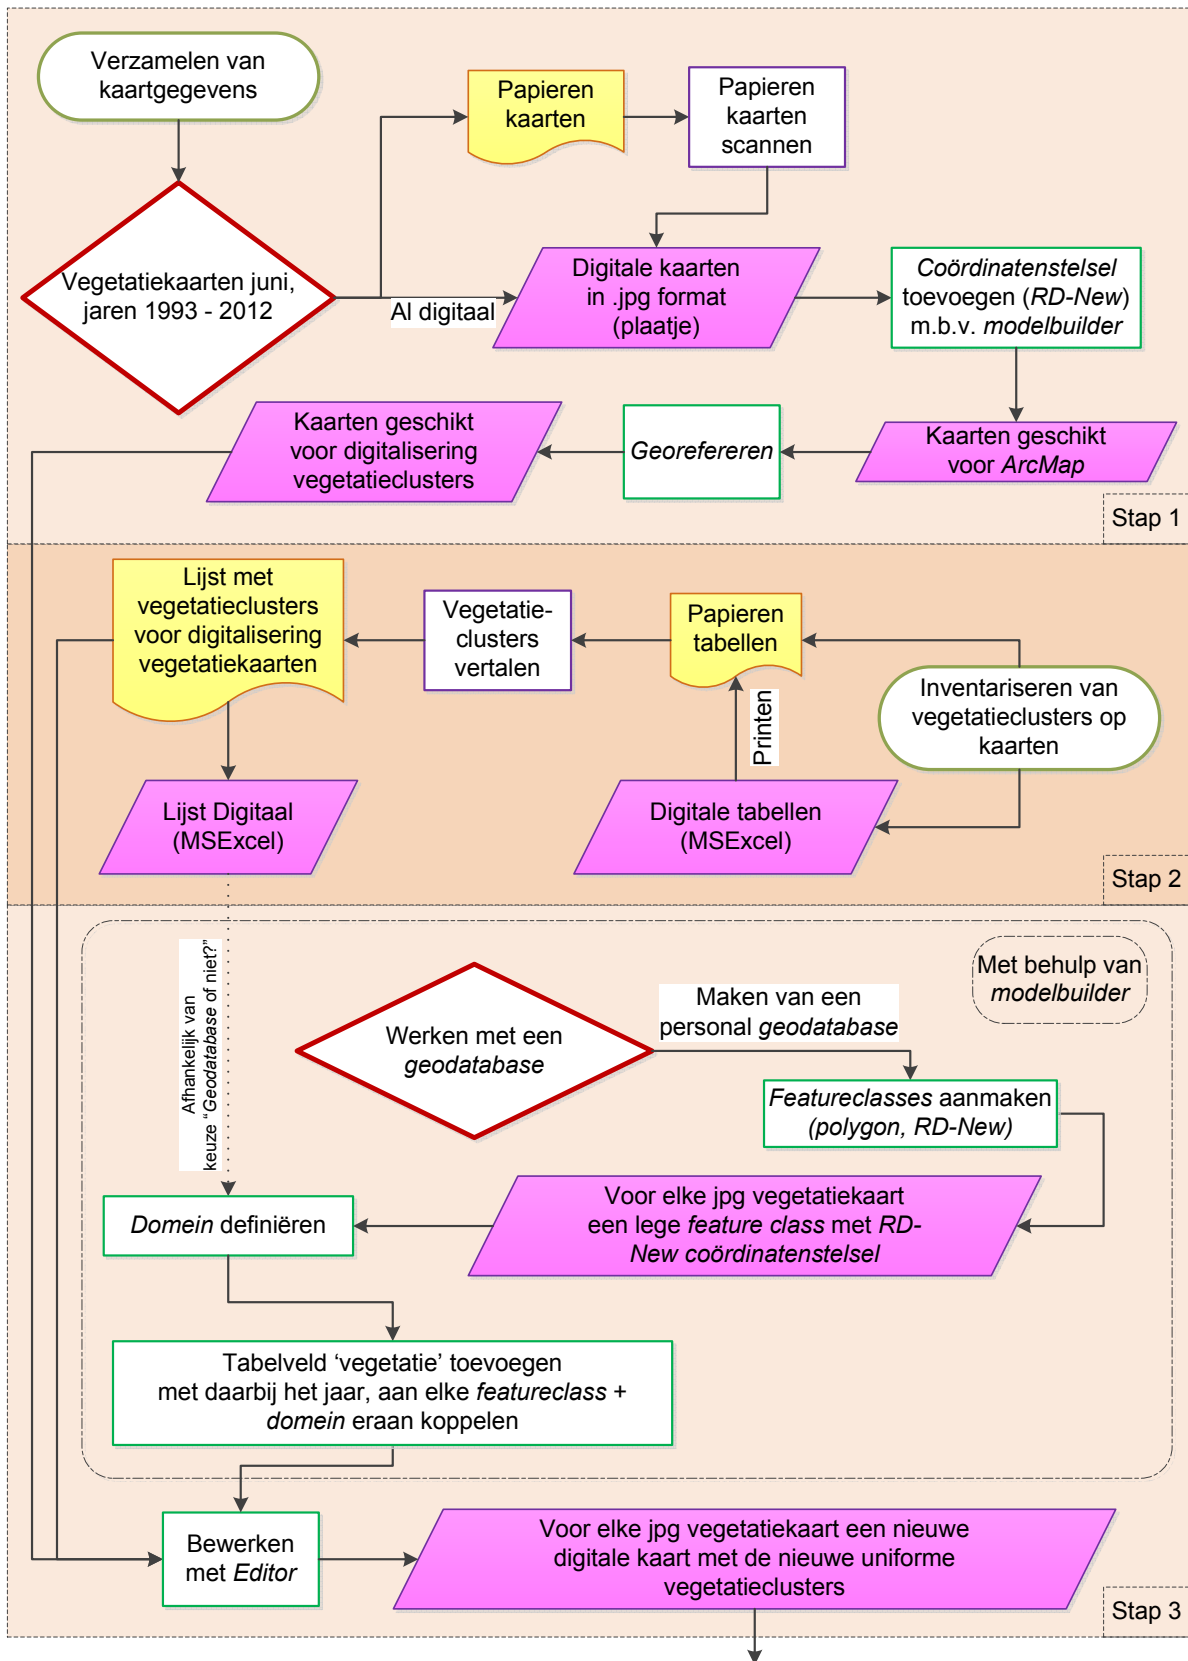 Verzamelen van
kaartgegevens
Papieren
kaarten
Papieren
kaarten
scannen
Vegetatiekaarten juni,
jaren 1993 - 2012
Al digitaal
Digitale kaarten
in .jpg format
(plaatje)
Coördinatenstelsel
toevoegen (RD-New)
m.b.v. modelbuilder
Kaarten geschikt
voor digitalisering
vegetatieclusters
Georefereren
Kaarten geschikt
voor ArcMap
Stap 1
Lijst met
vegetatieclusters
voor digitalisering
vegetatiekaarten
Vegetatie-
clusters
vertalen
Papieren
tabellen
Inventariseren van
vegetatieclusters op
kaarten
Printen
Lijst Digitaal
(MSExcel)
Digitale tabellen
(MSExcel)
Stap 2
Afhankelijk van
keuze “Geodatabase of niet?”
Met behulp van
modelbuilder
Werken met een
geodatabase
Maken van een
personal geodatabase
Featureclasses aanmaken
(polygon, RD-New)
Voor elke jpg vegetatiekaart
een lege feature class met RD-
New coördinatenstelsel
Domein definiëren
Tabelveld ‘vegetatie’ toevoegen
met daarbij het jaar, aan elke featureclass +
domein eraan koppelen
Bewerken
met Editor
Voor elke jpg vegetatiekaart een nieuwe
digitale kaart met de nieuwe uniforme
vegetatieclusters
Stap 3